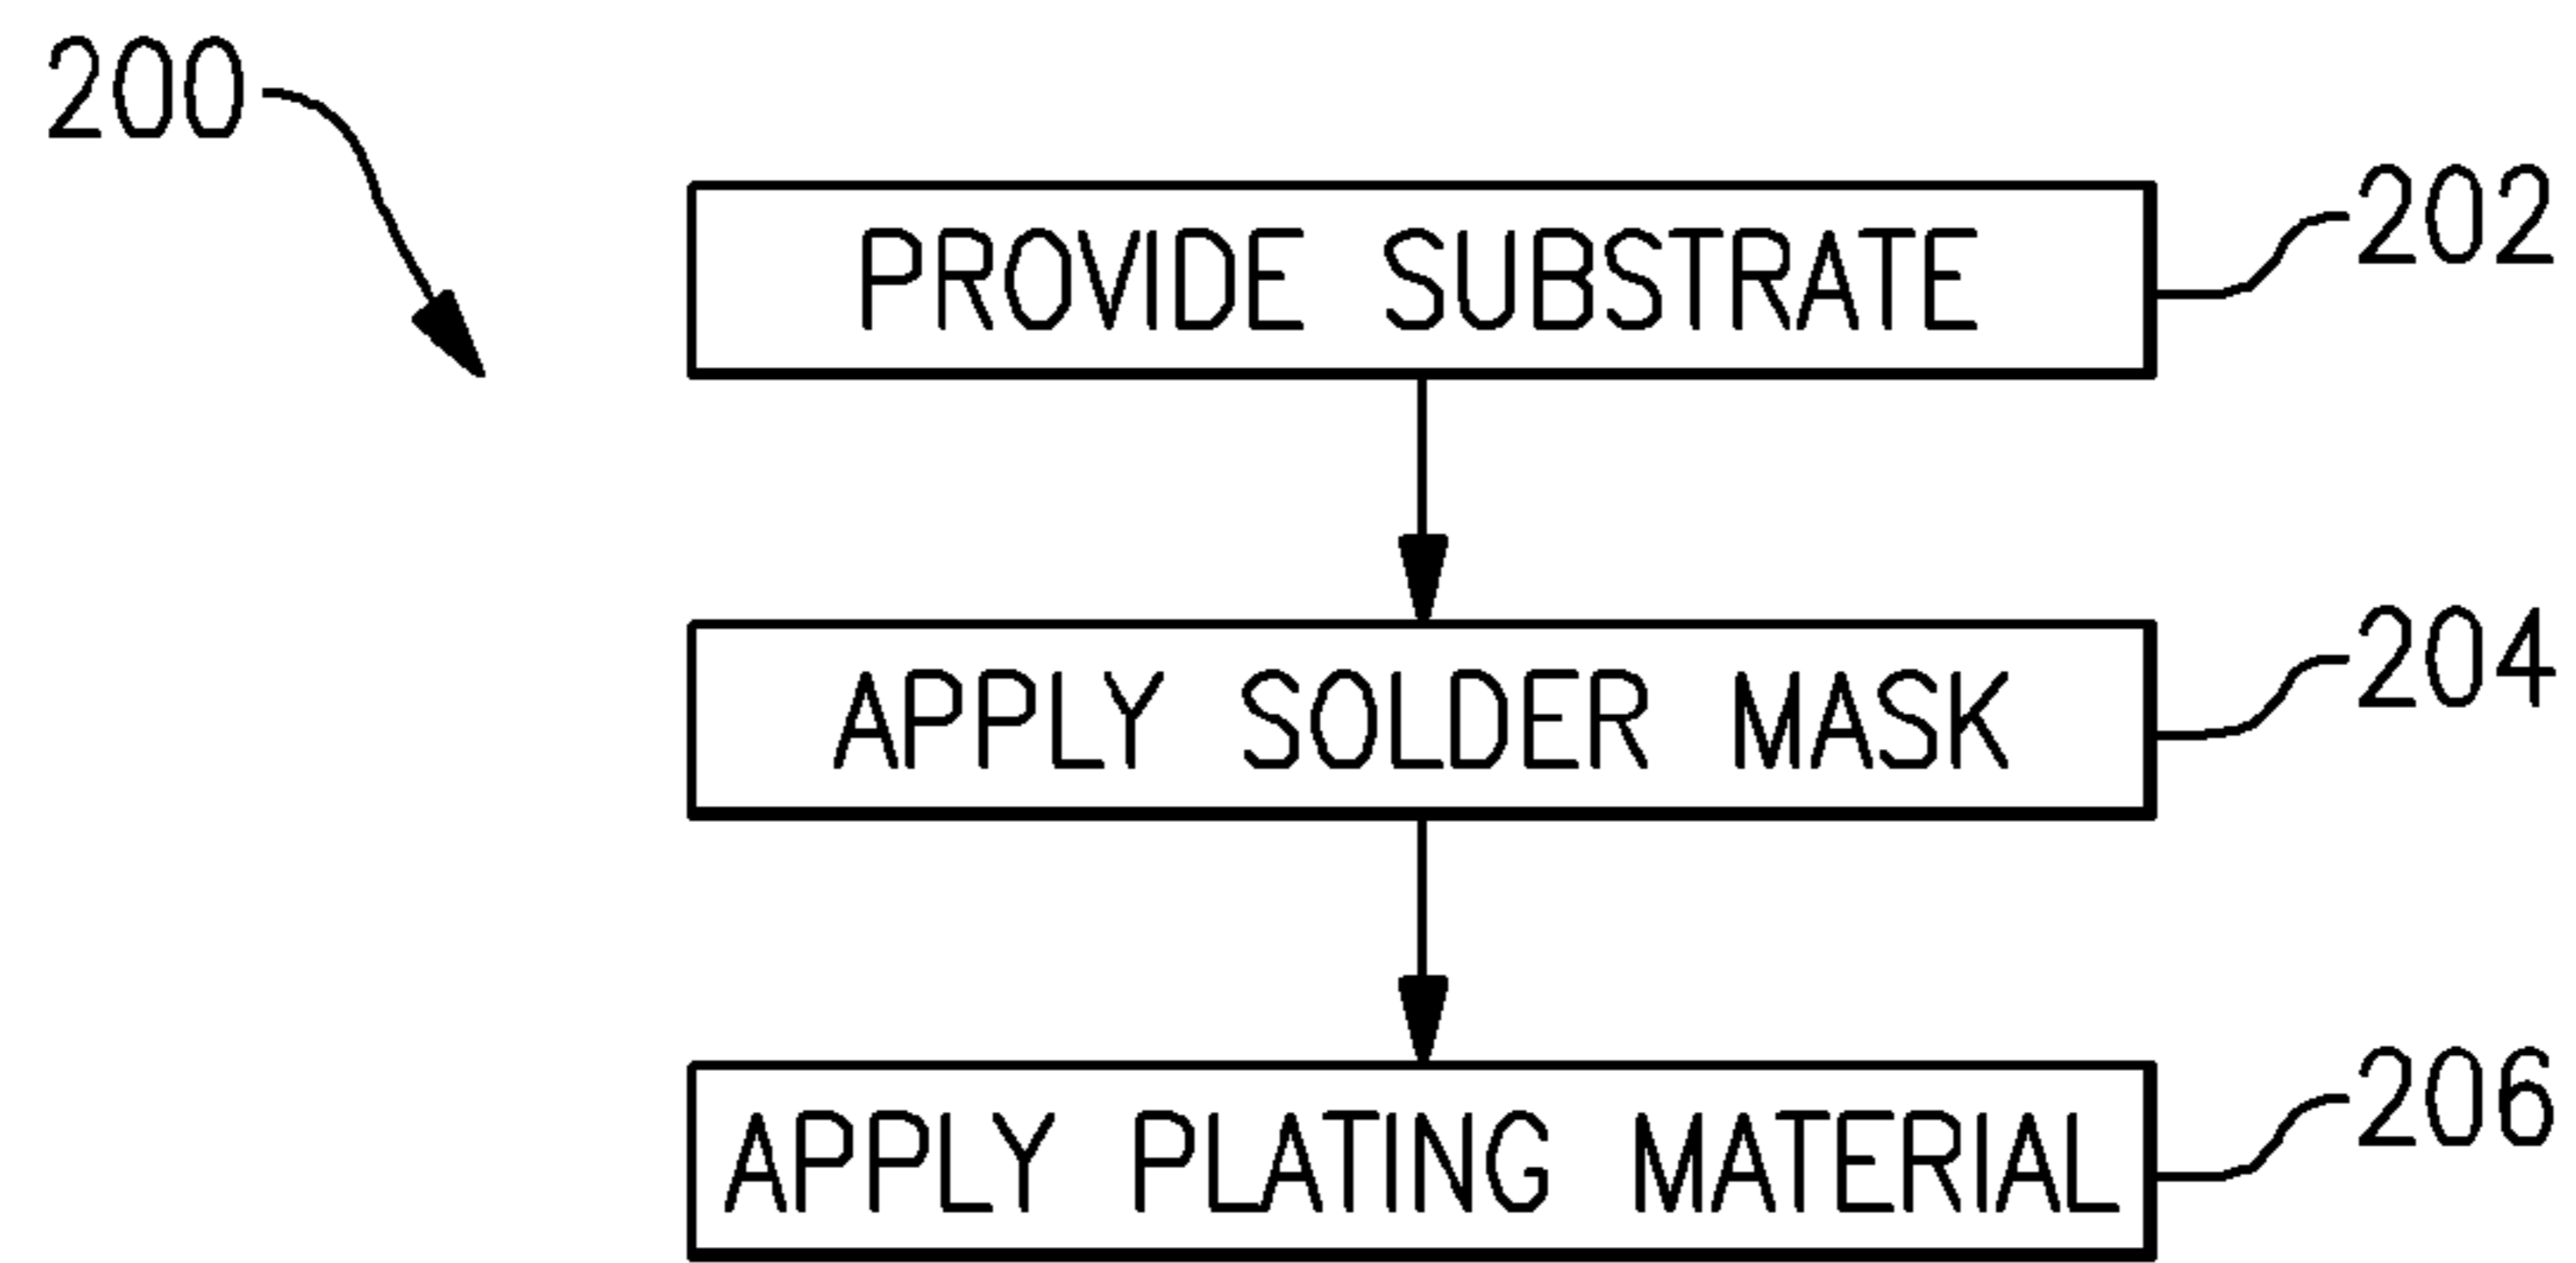 200
PROVIDE SUBSTRATE
202
APPLY SOLDER MASK
204
APPLY PLATING MATERIAL
206